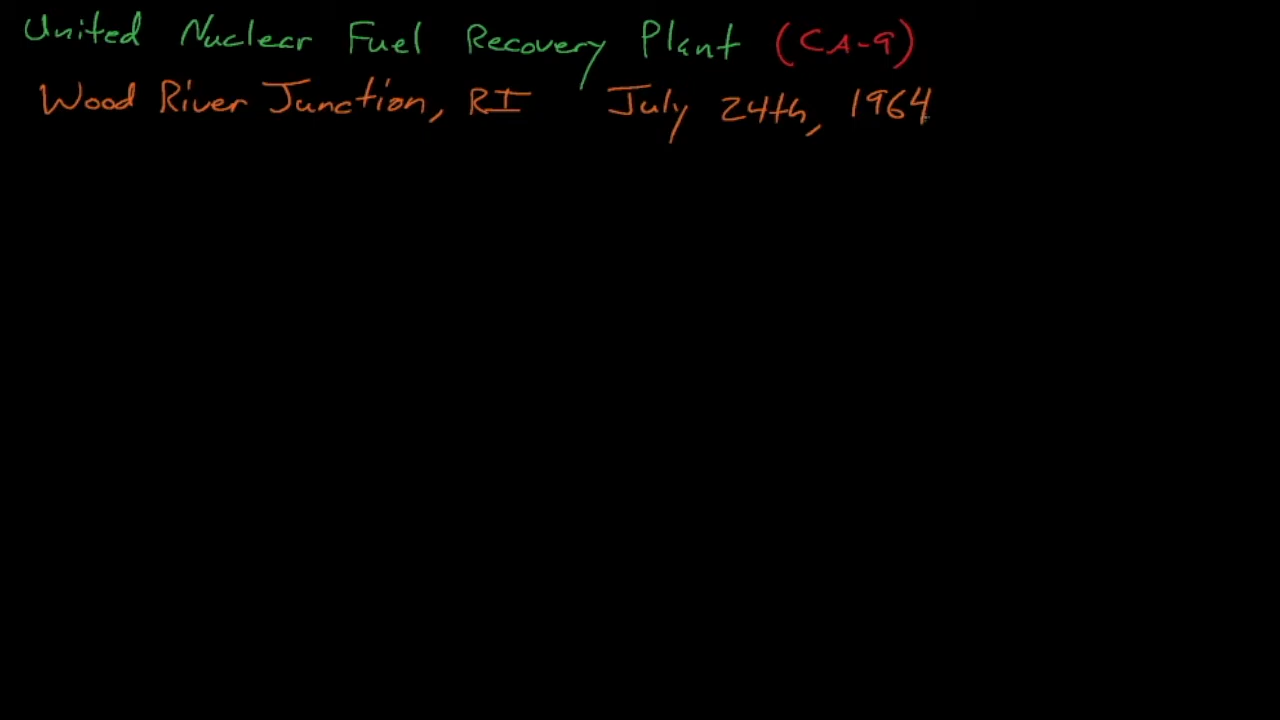 United Nuclear Fuel Recovery Plant (CA-9)
Wood River Junction, RI July 24th, 1964